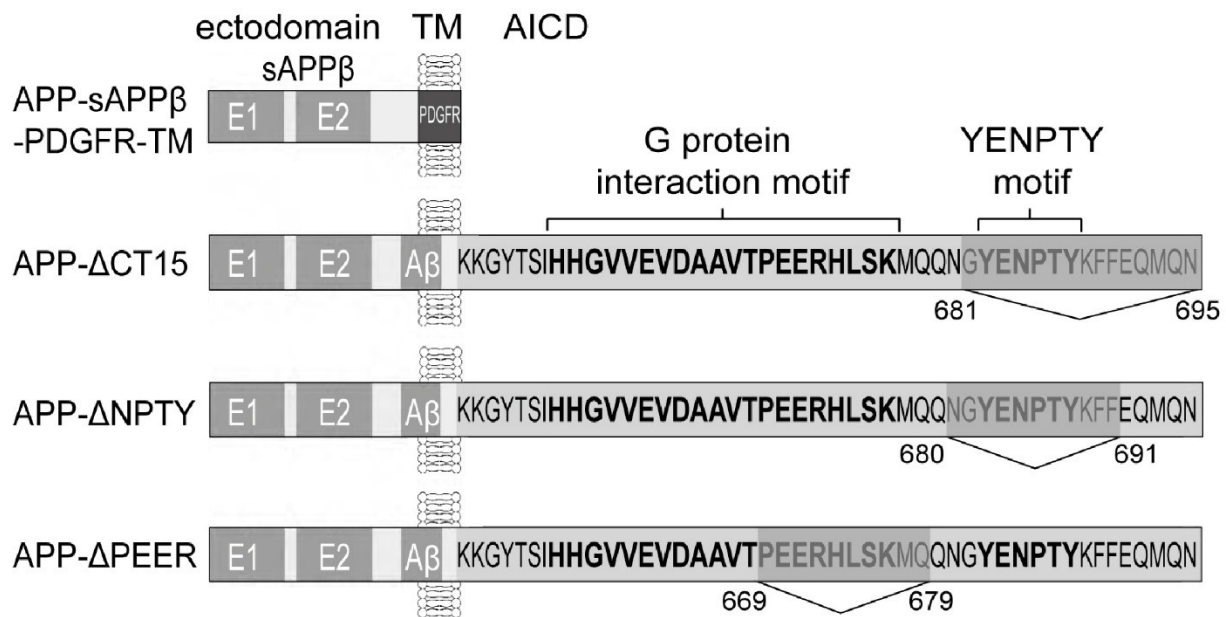 ectodomain TM AICD
sAPPβ
APP-sAPPβ
-PDGFR-TM
E1 E2 PDGFR
G protein
interaction motif
YENPTY
motif
APP-ΔCT15 E1 E2 Aβ KKGYTSIHHGVVEVDAAVTPEERHLSKMQQNGYENPTYKFFEQMQN
681 695
APP-ΔNPTY E1 E2 Aβ KKGYTSIHHGVVEVDAAVTPEERHLSKMQQNGYENPTYKFFEQMQN
680 691
APP-ΔPEER E1 E2 Aβ KKGYTSIHHGVVEVDAAVTPEERHLSKMQQNGYENPTYKFFEQMQN
669 679